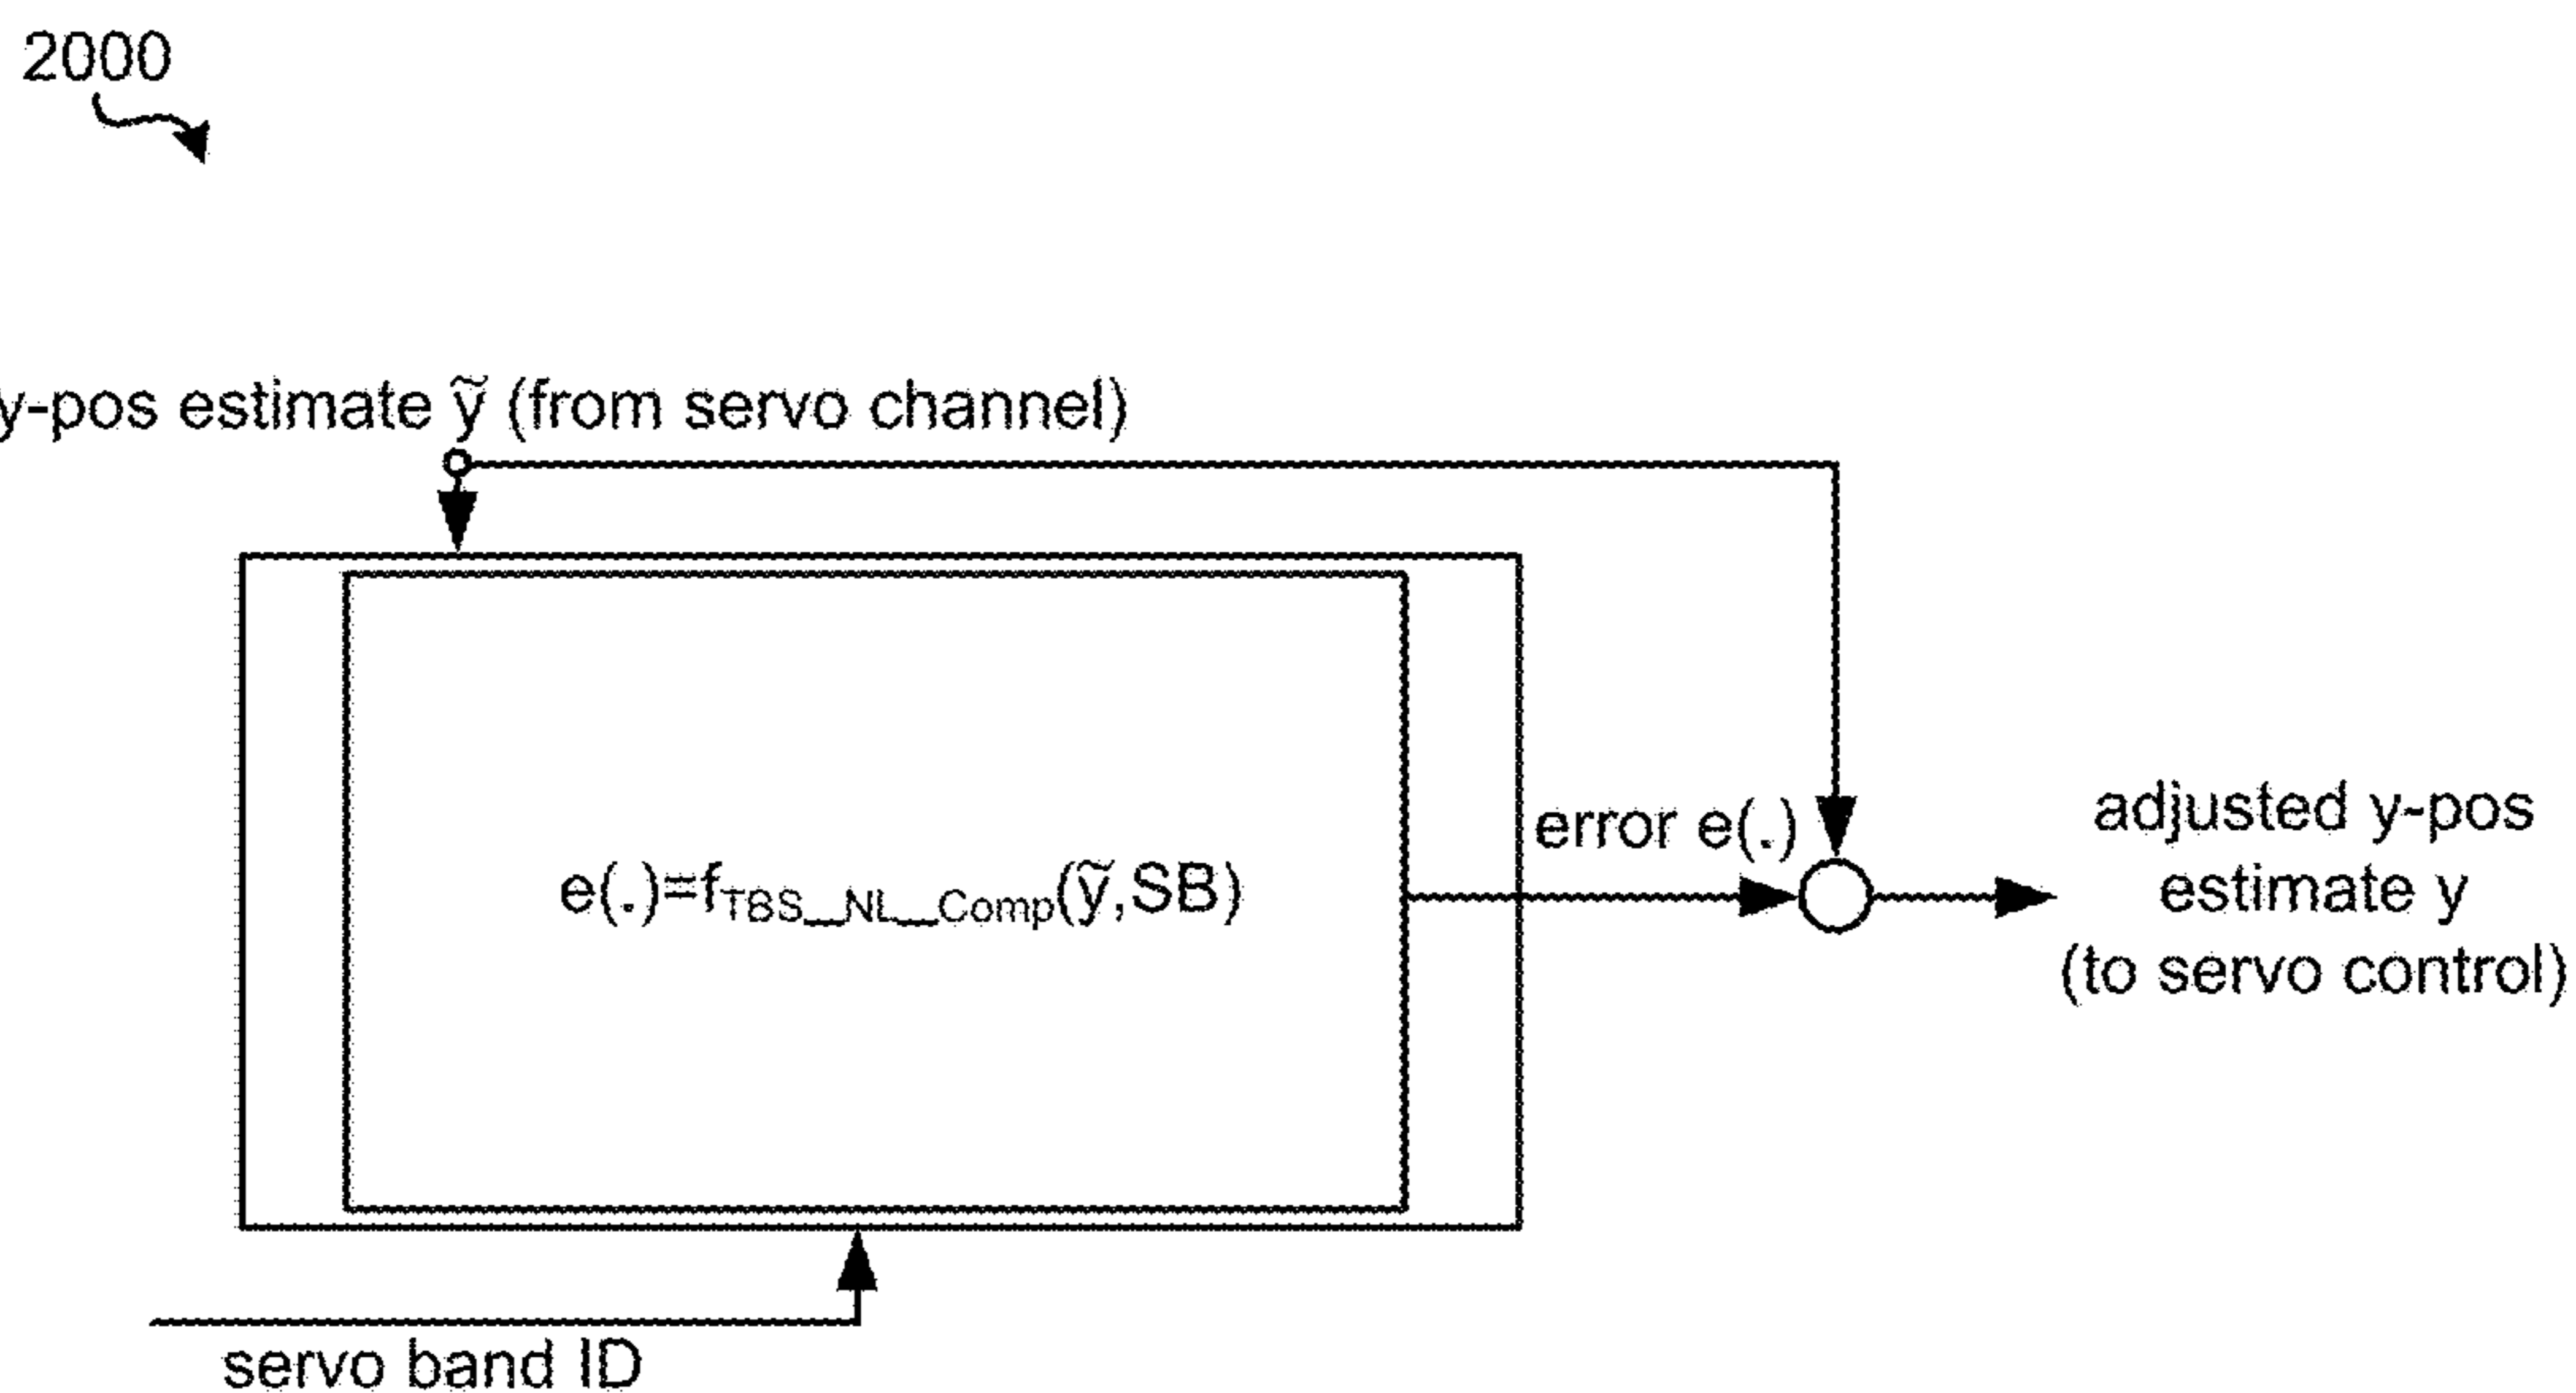 2000
y-pos estimate ỹ (from servo channel)
error e(.)
adjusted y-pos
estimate y
(to servo control)
e(.)=fTBS_NL_Comp(ỹ,SB)
servo band ID